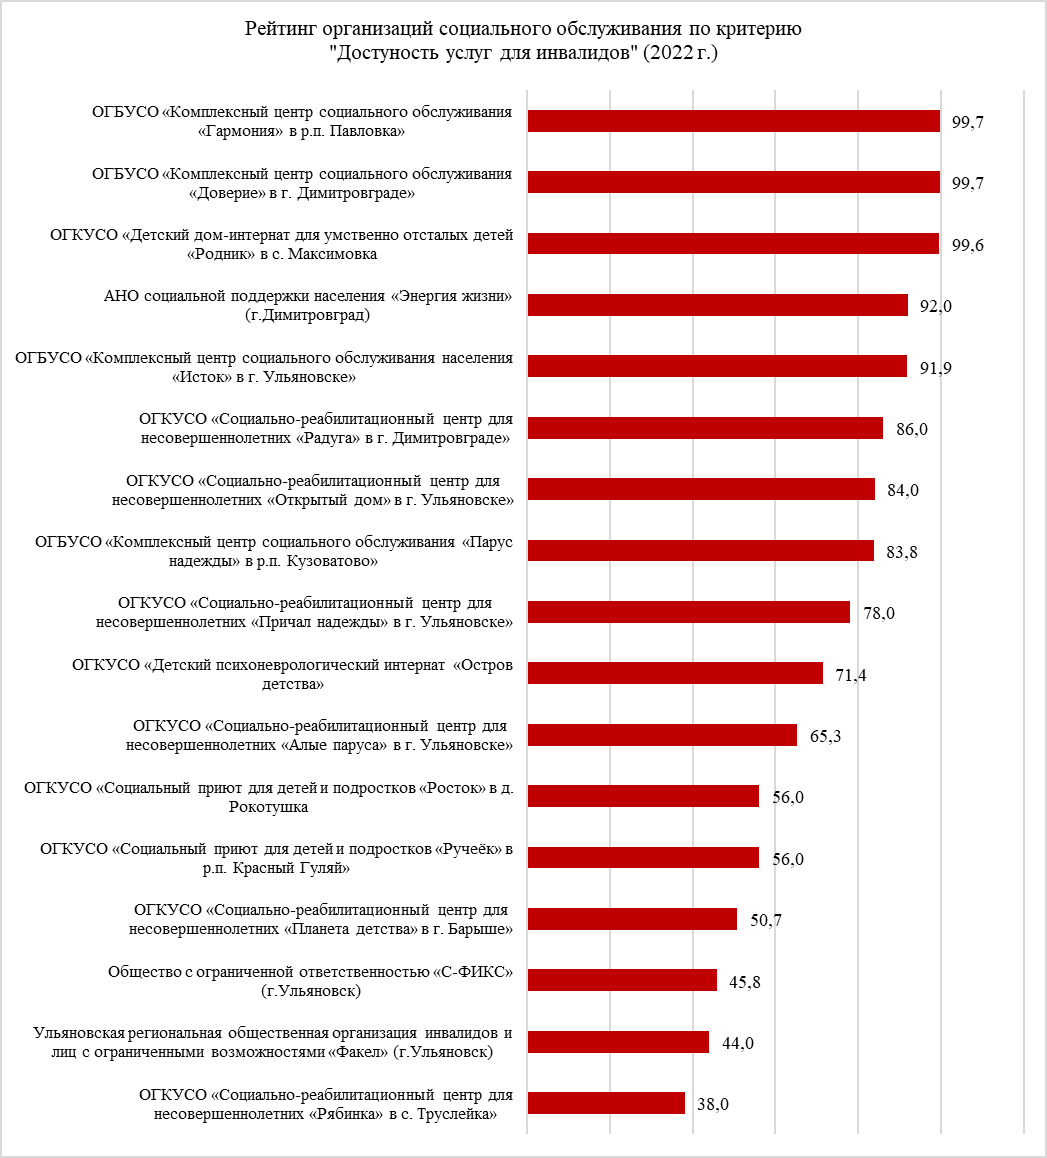 Рейтинг организаций социального обслуживания по критерию
"Достуность услуг для инвалидов" (2022 г.)
ОГБУСО «Комплексный центр социального обслуживания
«Гармония» в р.п. Павловка»
99,7
ОГБУСО «Комплексный центр социального обслуживания
«Доверие» в г. Димитровграде»
99,7
ОГКУСО «Детский дом-интернат для умственно отсталых детей
«Родник» в с. Максимовка
99,6
АНО социальной поддержки населения «Энергия жизни»
(г.Димитровград)
92,0
ОГБУСО «Комплексный центр социального обслуживания населения
«Исток» в г. Ульяновске»
91,9
ОГКУСО «Социально-реабилитационный центр для
несовершеннолетних «Радуга» в г. Димитровграде»
86,0
ОГКУСО «Социально-реабилитационный центр для
несовершеннолетних «Открытый дом» в г. Ульяновске»
84,0
ОГБУСО «Комплексный центр социального обслуживания «Парус
надежды» в р.п. Кузоватово»
83,8
ОГКУСО «Социально-реабилитационный центр для
несовершеннолетних «Причал надежды» в г. Ульяновске»
78,0
ОГКУСО «Детский психоневрологический интернат «Остров
детства»
71,4
ОГКУСО «Социально-реабилитационный центр для
несовершеннолетних «Алые паруса» в г. Ульяновске»
65,3
ОГКУСО «Социальный приют для детей и подростков «Росток» в д.
Рокотушка
56,0
ОГКУСО «Социальный приют для детей и подростков «Ручеёк» в
р.п. Красный Гуляй»
56,0
ОГКУСО «Социально-реабилитационный центр для
несовершеннолетних «Планета детства» в г. Барыше»
50,7
Общество с ограниченной ответственностью «С-ФИКС»
(г.Ульяновск)
45,8
Ульяновская региональная общественная организация инвалидов и
лиц с ограниченными возможностями «Факел» (г.Ульяновск)
44,0
ОГКУСО «Социально-реабилитационный центр для
несовершеннолетних «Рябинка» в с. Труслейка»
38,0